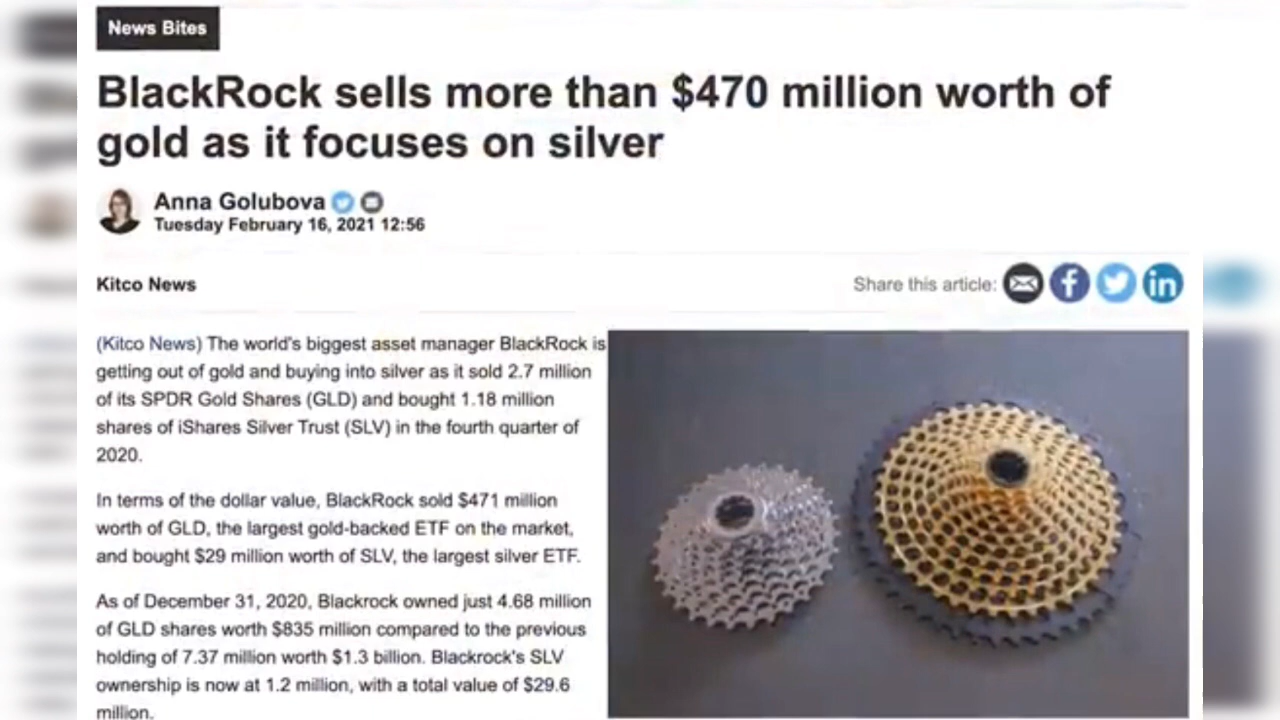 News Bites
BlackRock sells more than $470 million worth of
gold as it focuses on silver
Anna Golubova
Tuesday February 16, 2021 12:56
Kitco News
Share this article:
(Kitco News) The world's biggest asset manager BlackRock is
getting out of gold and buying into silver as it sold 2.7 million
of its SPDR Gold Shares (GLD) and bought 1.18 million
shares of iShares Silver Trust (SLV) in the fourth quarter of
2020.
In terms of the dollar value, BlackRock sold $471 million
worth of GLD, the largest gold-backed ETF on the market,
and bought $29 million worth of SLV, the largest silver ETF.
As of December 31, 2020, Blackrock owned just 4.68 million
of GLD shares worth $835 million compared to the previous
holding of 7.37 million worth $1.3 billion. Blackrock's SLV
ownership is now at 1.2 million, with a total value of $29.6
million.